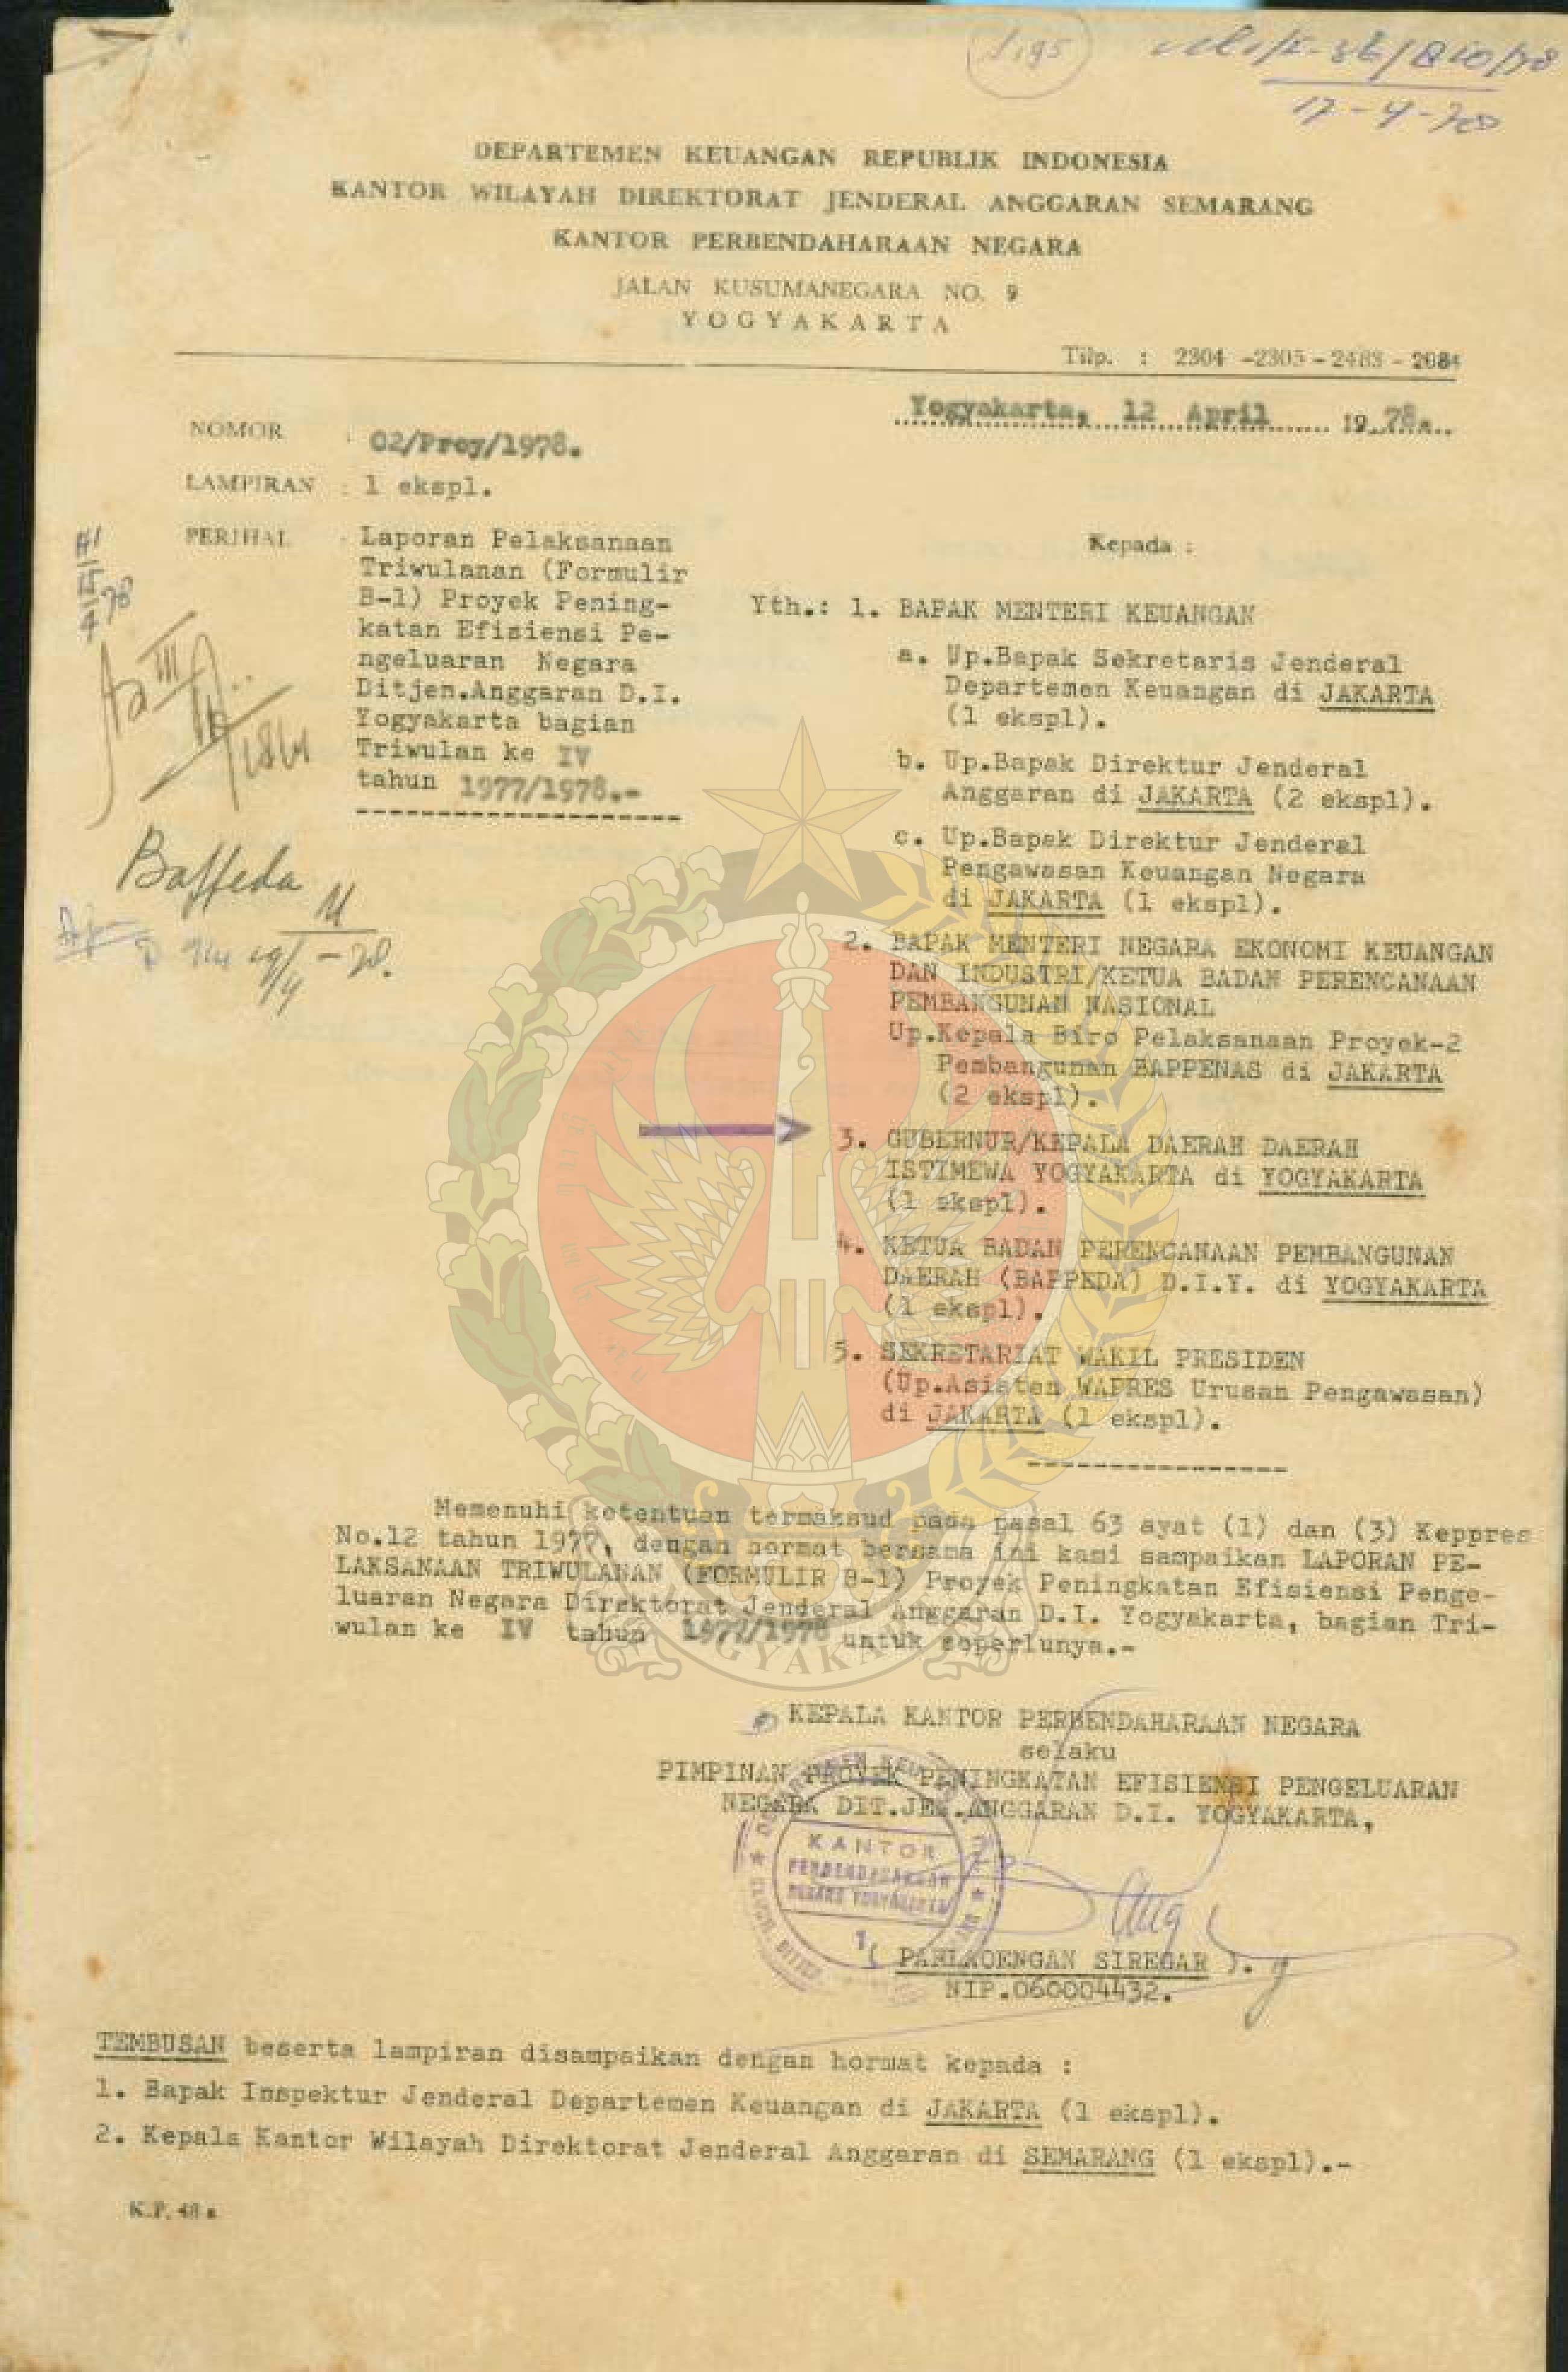 DEPARTEMEN KEUANGAN REPUBLIK INDONESIA
KANTOR WILAYAH DIREKTORAT JENDERAL ANGGARAN SEMARANG
KANTOR PERBENDAHARAAN NEGARA
JALAN KUSUMANEGARA NO. 9
YOGYAKARTA
Tilp. : 2304 -2305 - 2483 - 2084
Yogyakarta, 12 April 1978.
NOMOR : 02/Proy/1978.
LAMPIRAN : 1 ekspl.
PERIHAL : Laporan Pelaksanaan
Triwulanan (Formulir
B-1) Proyek Pening-
katan Efisiensi Pe-
ngeluaran Negara
Ditjen.Anggaran D.I.
Yogyakarta bagian
Triwulan ke IV
tahun 1977/1978.-
Kepada :
Yth.: 1. BAPAK MENTERI KEUANGAN
a. Up.Bapak Sekretaris Jenderal
Departemen Keuangan di JAKARTA
(1 ekspl).
b. Up.Bapak Direktur Jenderal
Anggaran di JAKARTA (2 ekspl).
c. Up.Bapak Direktur Jenderal
Pengawasan Keuangan Negara
di JAKARTA (1 ekspl).
2. BAPAK MENTERI NEGARA EKONOMI KEUANGAN
DAN INDUSTRI/KETUA BADAN PERENCANAAN
PEMBANGUNAN NASIONAL
Up.Kepala Biro Pelaksanaan Proyek-2
Pembangunan BAPPENAS di JAKARTA
(2 ekspl).
3. GUBERNUR/KEPALA DAERAH DAERAH
ISTIMEWA YOGYAKARTA di YOGYAKARTA
(1 ekspl).
4. KETUA BADAN PERENCANAAN PEMBANGUNAN
DAERAH (BAPPEDA) D.I.Y. di YOGYAKARTA
(1 ekspl).
5. SEKRETARIAT WAKIL PRESIDEN
(Up.Asisten WAPRES Urusan Pengawasan)
di JAKARTA (1 ekspl).
Memenuhi ketentuan termaksud pada pasal 63 ayat (1) dan (3) Keppres
No.12 tahun 1977, dengan hormat bersama ini kami sampaikan LAPORAN PE-
LAKSANAAN TRIWULANAN (FORMULIR B-1) Proyek Peningkatan Efisiensi Penge-
luaran Negara Direktorat Jenderal Anggaran D.I. Yogyakarta, bagian Tri-
wulan ke IV tahun 1977/1978 untuk seperlunya.-
KEPALA KANTOR PERBENDAHARAAN NEGARA
selaku
PIMPINAN PROYEK PENINGKATAN EFISIENSI PENGELUARAN
NEGARA DIT.JEN.ANGGARAN D.I. YOGYAKARTA,
KANTOR
PERBENDAHARAAN
NEGARA YOGYAKARTA
1
( PARLAOENGAN SIREGAR ).
NIP.060004432.
TEMBUSAN beserta lampiran disampaikan dengan hormat kepada :
1. Bapak Inspektur Jenderal Departemen Keuangan di JAKARTA (1 ekspl).
2. Kepala Kantor Wilayah Direktorat Jenderal Anggaran di SEMARANG (1 ekspl).-
K.P. 48 a